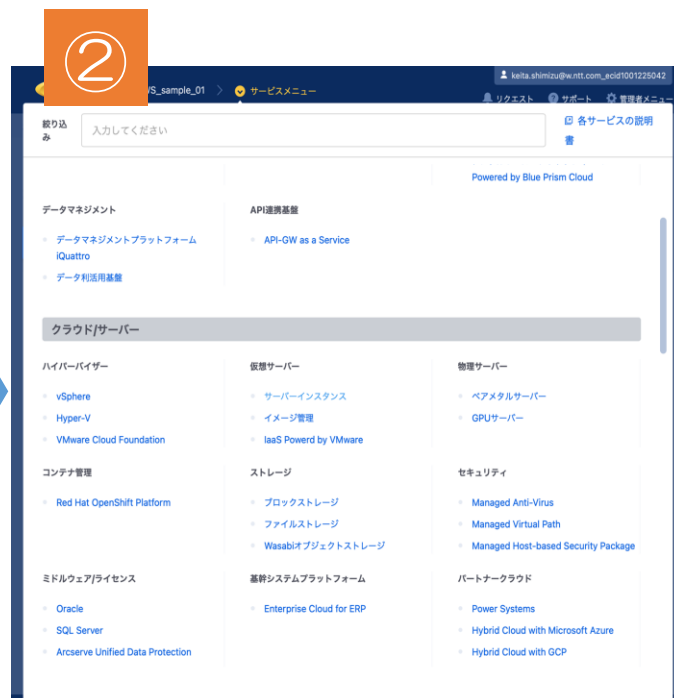 ②
keita.shimizu@w.ntt.com_ecid1001225042
/S_sample_01 サービスメニュー
リクエスト サポート 管理者メニュー
絞り込み 入力してください 各サービスの説明書
Powered by Blue Prism Cloud
データマネジメント API連携基盤
データマネジメントプラットフォーム API-GW as a Service
iQuattro
データ利活用基盤
クラウド/サーバー
ハイパーバイザー 仮想サーバー 物理サーバー
vSphere サーバーインスタンス ベアメタルサーバー
Hyper-V イメージ管理 GPUサーバー
VMware Cloud Foundation IaaS Powerd by VMware
コンテナ管理 ストレージ セキュリティ
Red Hat OpenShift Platform ブロックストレージ Managed Anti-Virus
ファイルストレージ Managed Virtual Path
Wasabiオブジェクトストレージ Managed Host-based Security Package
ミドルウェア/ライセンス 基幹システムプラットフォーム パートナークラウド
Oracle Enterprise Cloud for ERP Power Systems
SQL Server Hybrid Cloud with Microsoft Azure
Arcserve Unified Data Protection Hybrid Cloud with GCP